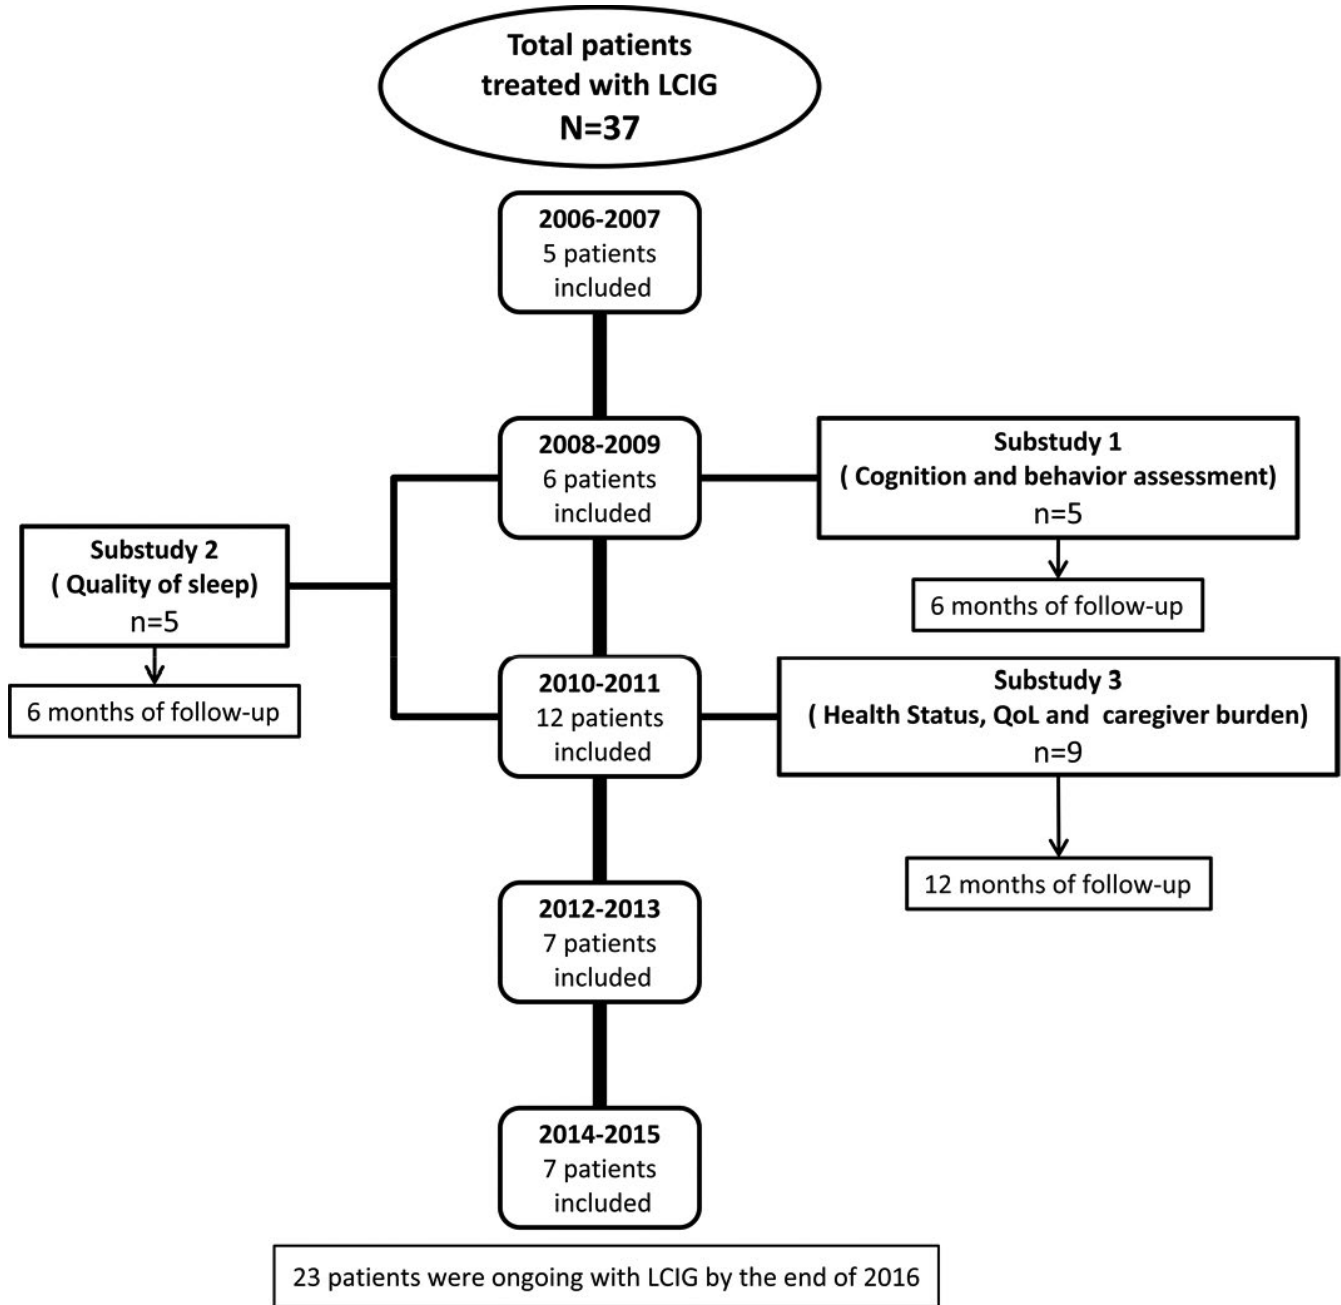 Total patients
treated with LCIG
N=37
2006-2007
5 patients
included
2008-2009
6 patients
included
Substudy 1
( Cognition and behavior assessment)
n=5
6 months of follow-up
Substudy 2
( Quality of sleep)
n=5
6 months of follow-up
2010-2011
12 patients
included
Substudy 3
( Health Status, QoL and caregiver burden)
n=9
12 months of follow-up
2012-2013
7 patients
included
2014-2015
7 patients
included
23 patients were ongoing with LCIG by the end of 2016